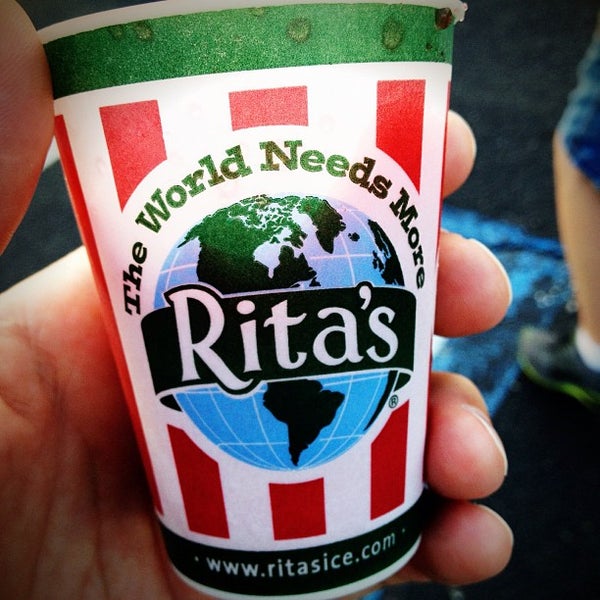 The World Needs More
Rita's
®
· www.ritasice.com ·